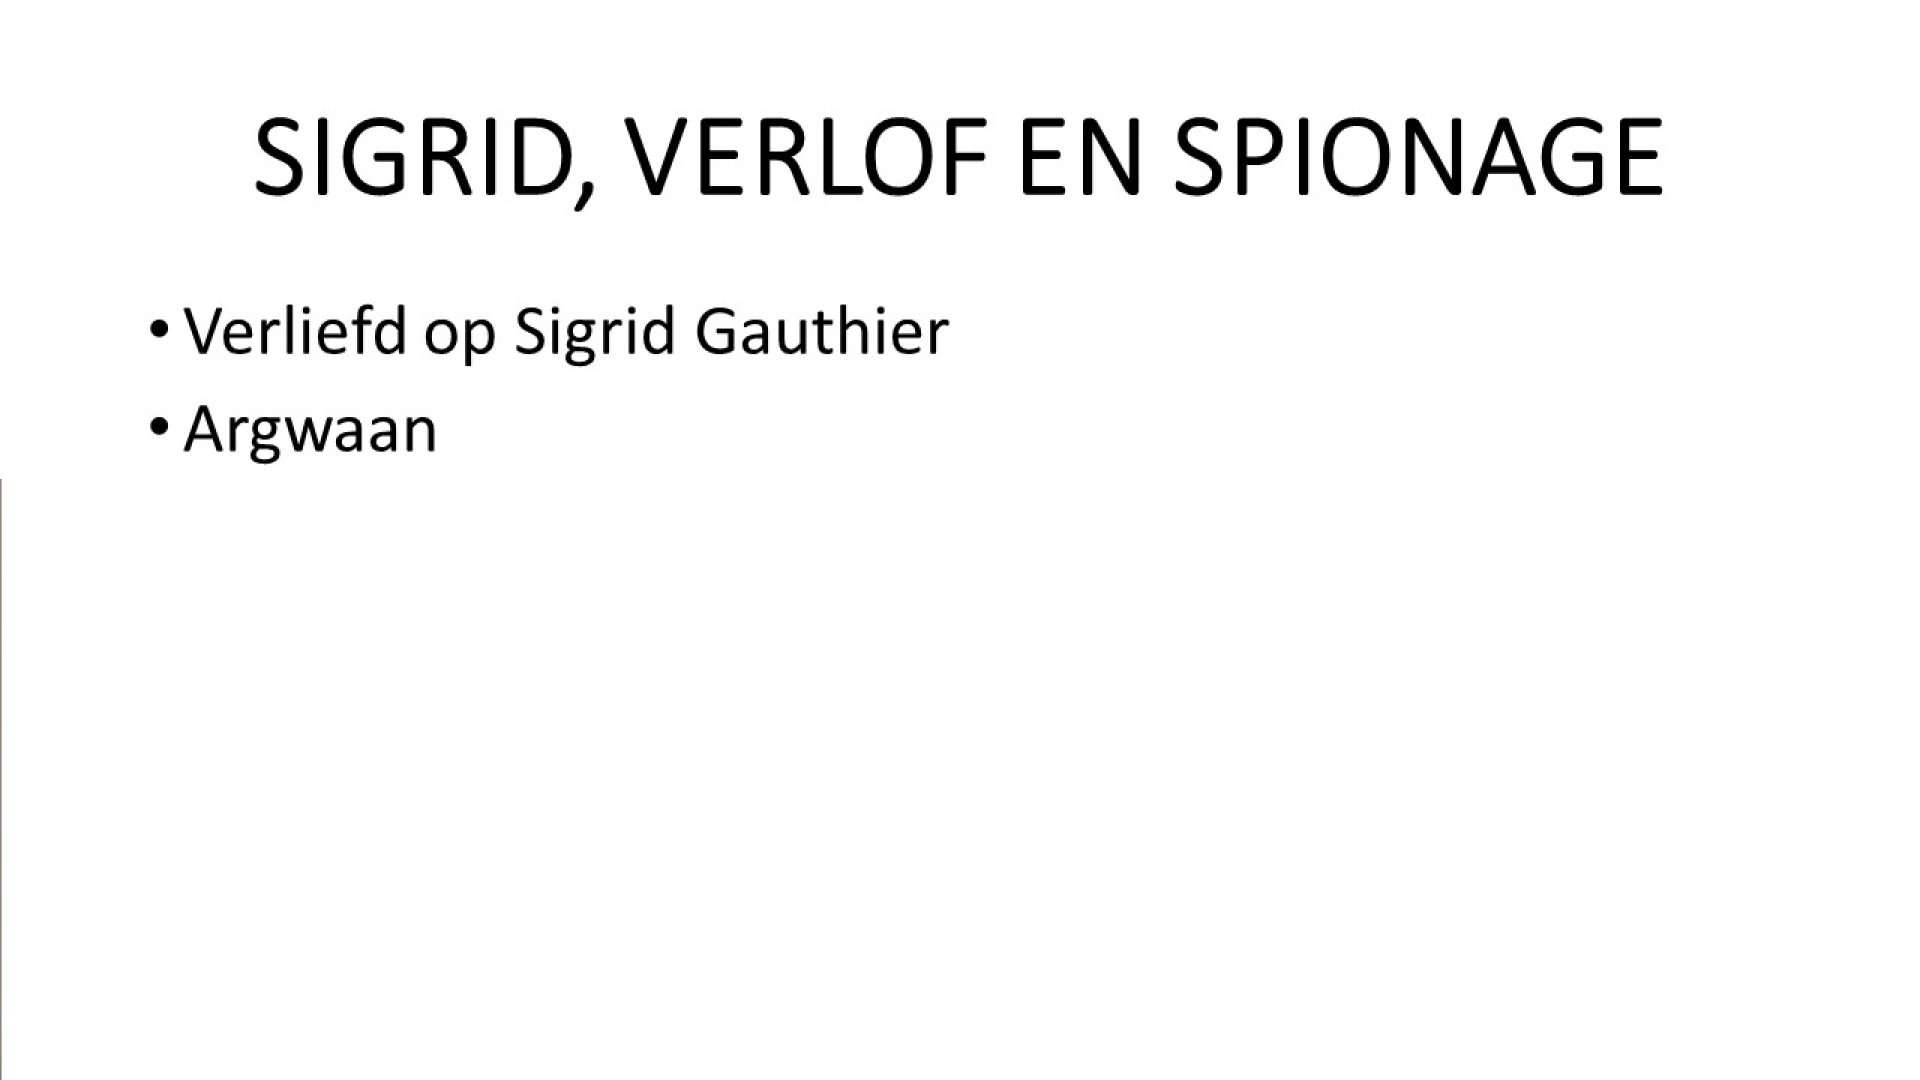 SIGRID, VERLOF EN SPIONAGE
• Verliefd op Sigrid Gauthier
• Argwaan